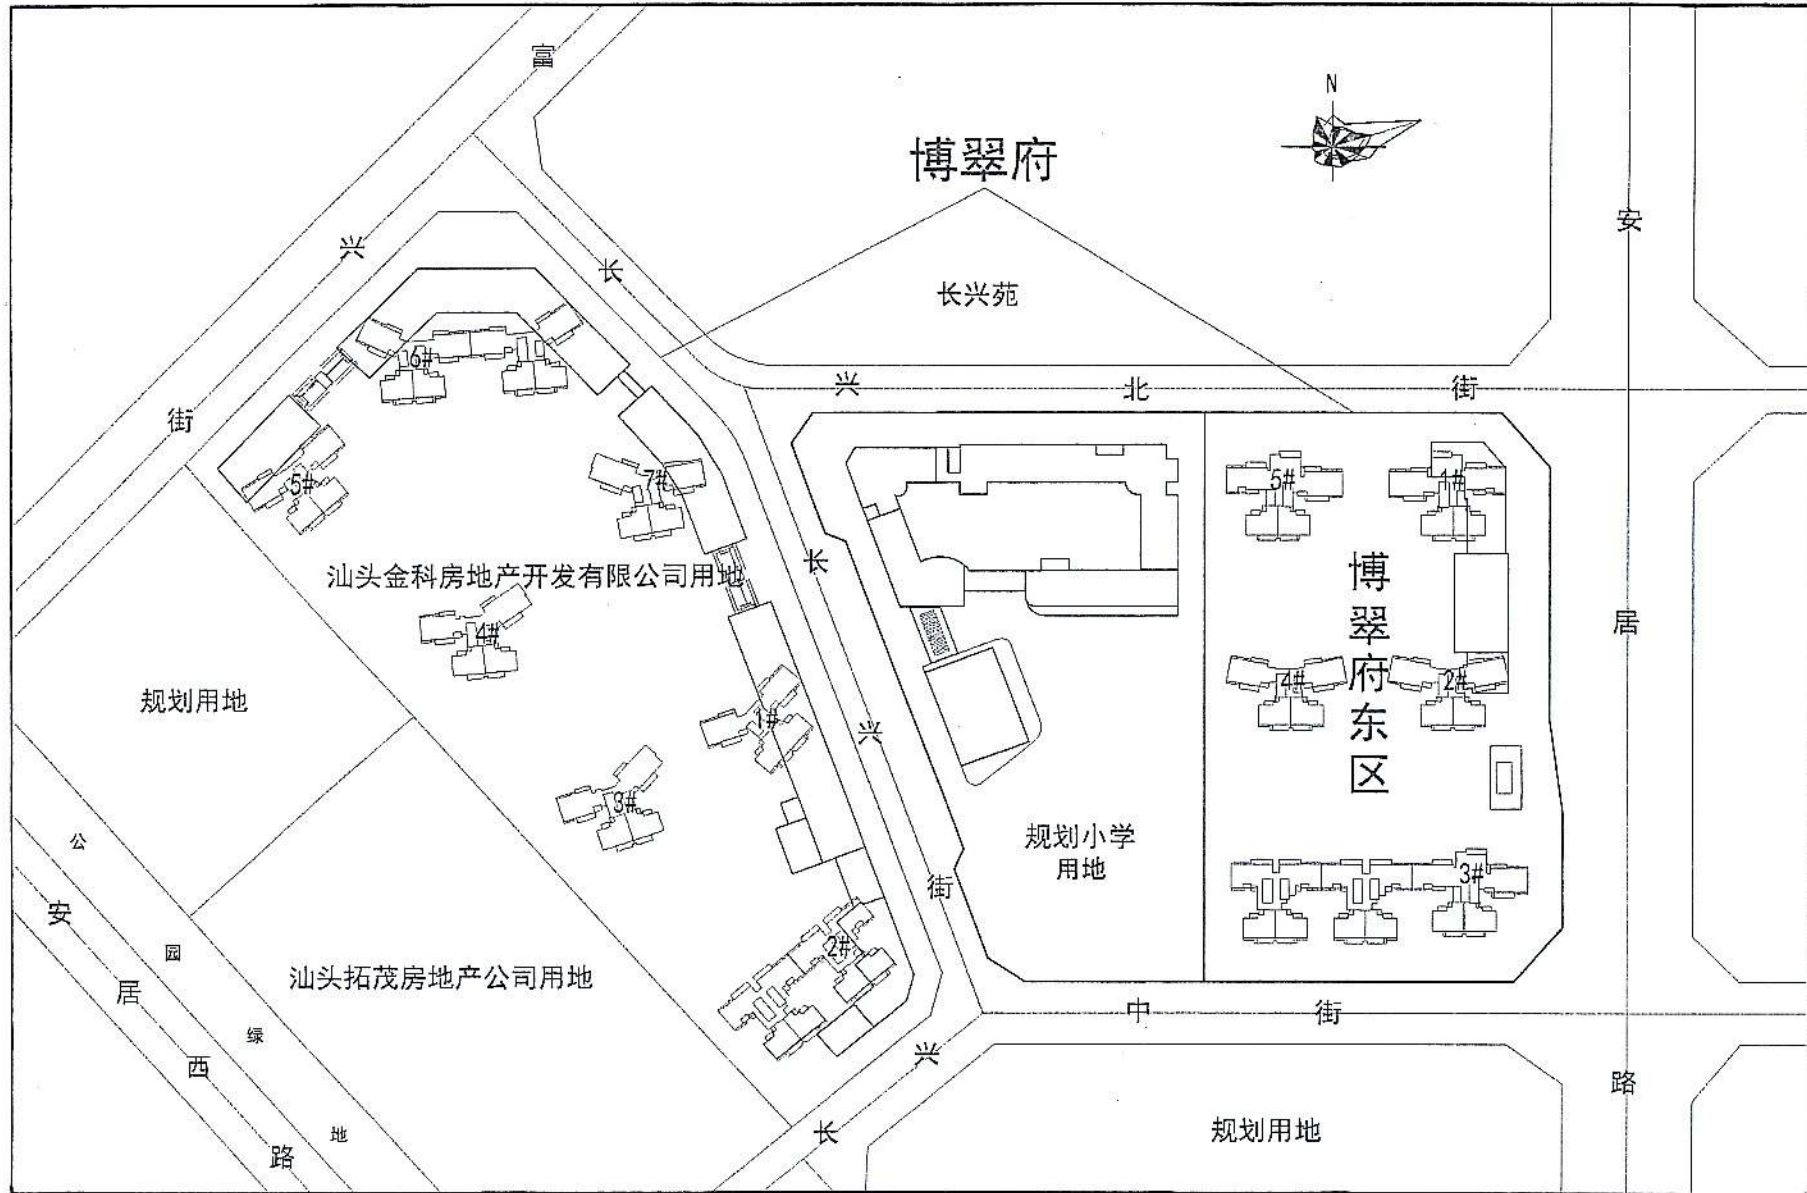 富兴街
N
博翠府
长兴苑
长兴北街
安居路
6#
5#
7#
汕头金科房地产开发有限公司用地
4#
1#
3#
2#
长兴街
规划小学
用地
5#
1#
博翠府东区
4#
2#
3#
规划用地
汕头拓茂房地产公司用地
公园绿地
安居西路
长兴中街
规划用地